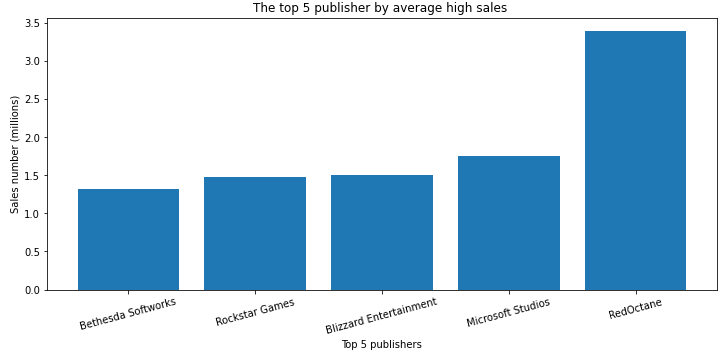 The top 5 publisher by average high sales
Sales number (millions)
3.5
3.0
2.5
2.0
1.5
1.0
0.5
0.0
Bethesda Softworks
Rockstar Games
Blizzard Entertainment
Microsoft Studios
RedOctane
Top 5 publishers